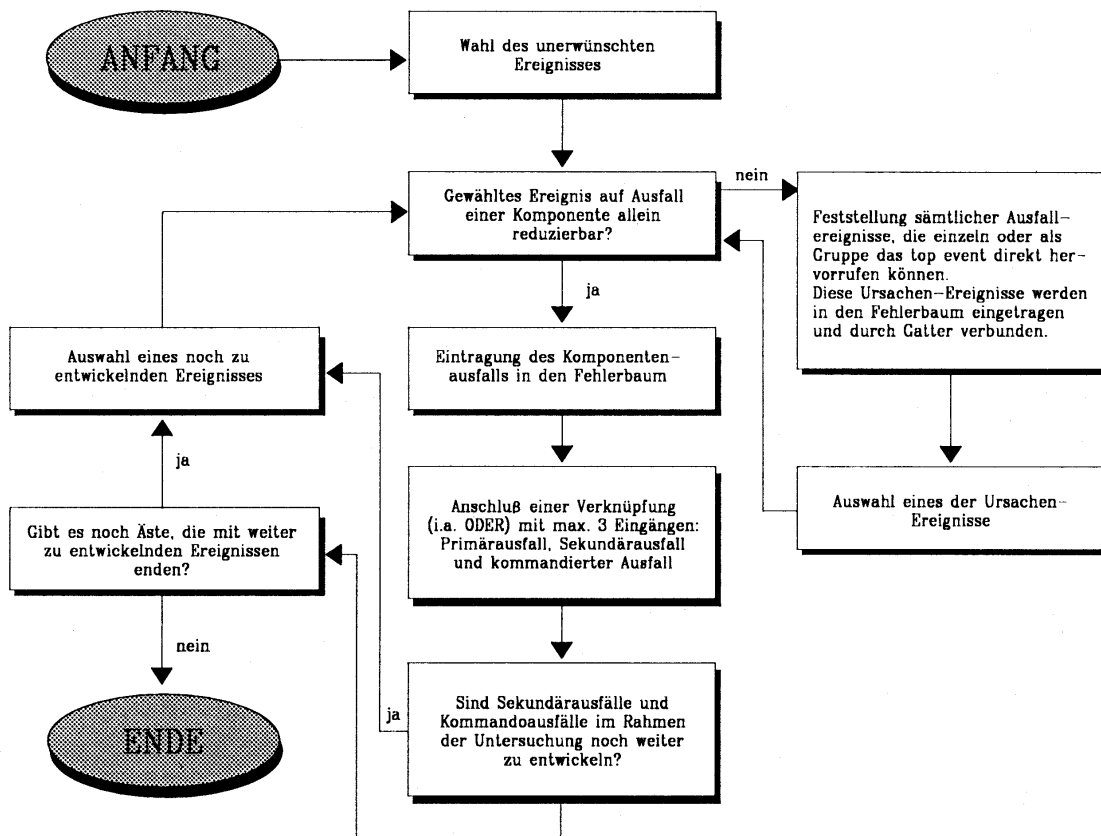 ANFANG
Wahl des unerwünschten
Ereignisses
Gewähltes Ereignis auf Ausfall
einer Komponente allein
reduzierbar?
nein
Feststellung sämtlicher Ausfall-
ereignisse, die einzeln oder als
Gruppe das top event direkt her-
vorrufen können.
Diese Ursachen-Ereignisse werden
in den Fehlerbaum eingetragen
und durch Gatter verbunden.
ja
Auswahl eines noch zu
entwickelnden Ereignisses
Eintragung des Komponenten-
ausfalls in den Fehlerbaum
ja
Anschluß einer Verknüpfung
(i.a. ODER) mit max. 3 Eingängen:
Primärausfall, Sekundärausfall
und kommandierter Ausfall
Auswahl eines der Ursachen-
Ereignisse
Gibt es noch Äste, die mit weiter
zu entwickelnden Ereignissen
enden?
nein
ja
Sind Sekundärausfälle und
Kommandoausfälle im Rahmen
der Untersuchung noch weiter
zu entwickeln?
ENDE